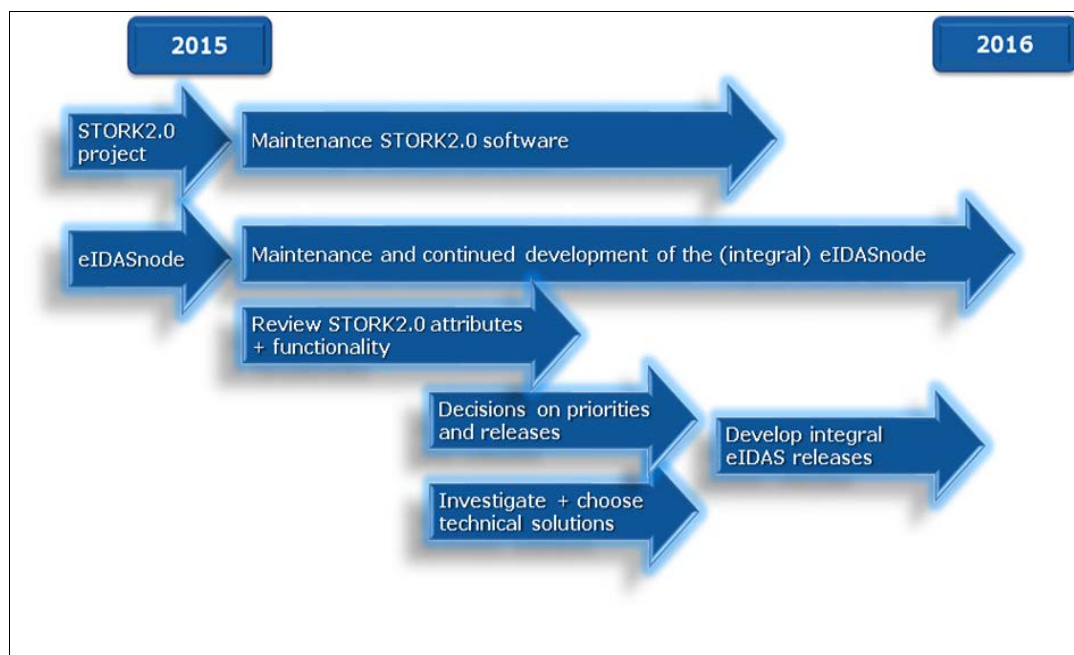 2015
2016
STORK2.0
project
Maintenance STORK2.0 software
eIDASnode
Maintenance and continued development of the (integral) eIDASnode
Review STORK2.0 attributes
+ functionality
Decisions on priorities
and releases
Develop integral
eIDAS releases
Investigate + choose
technical solutions